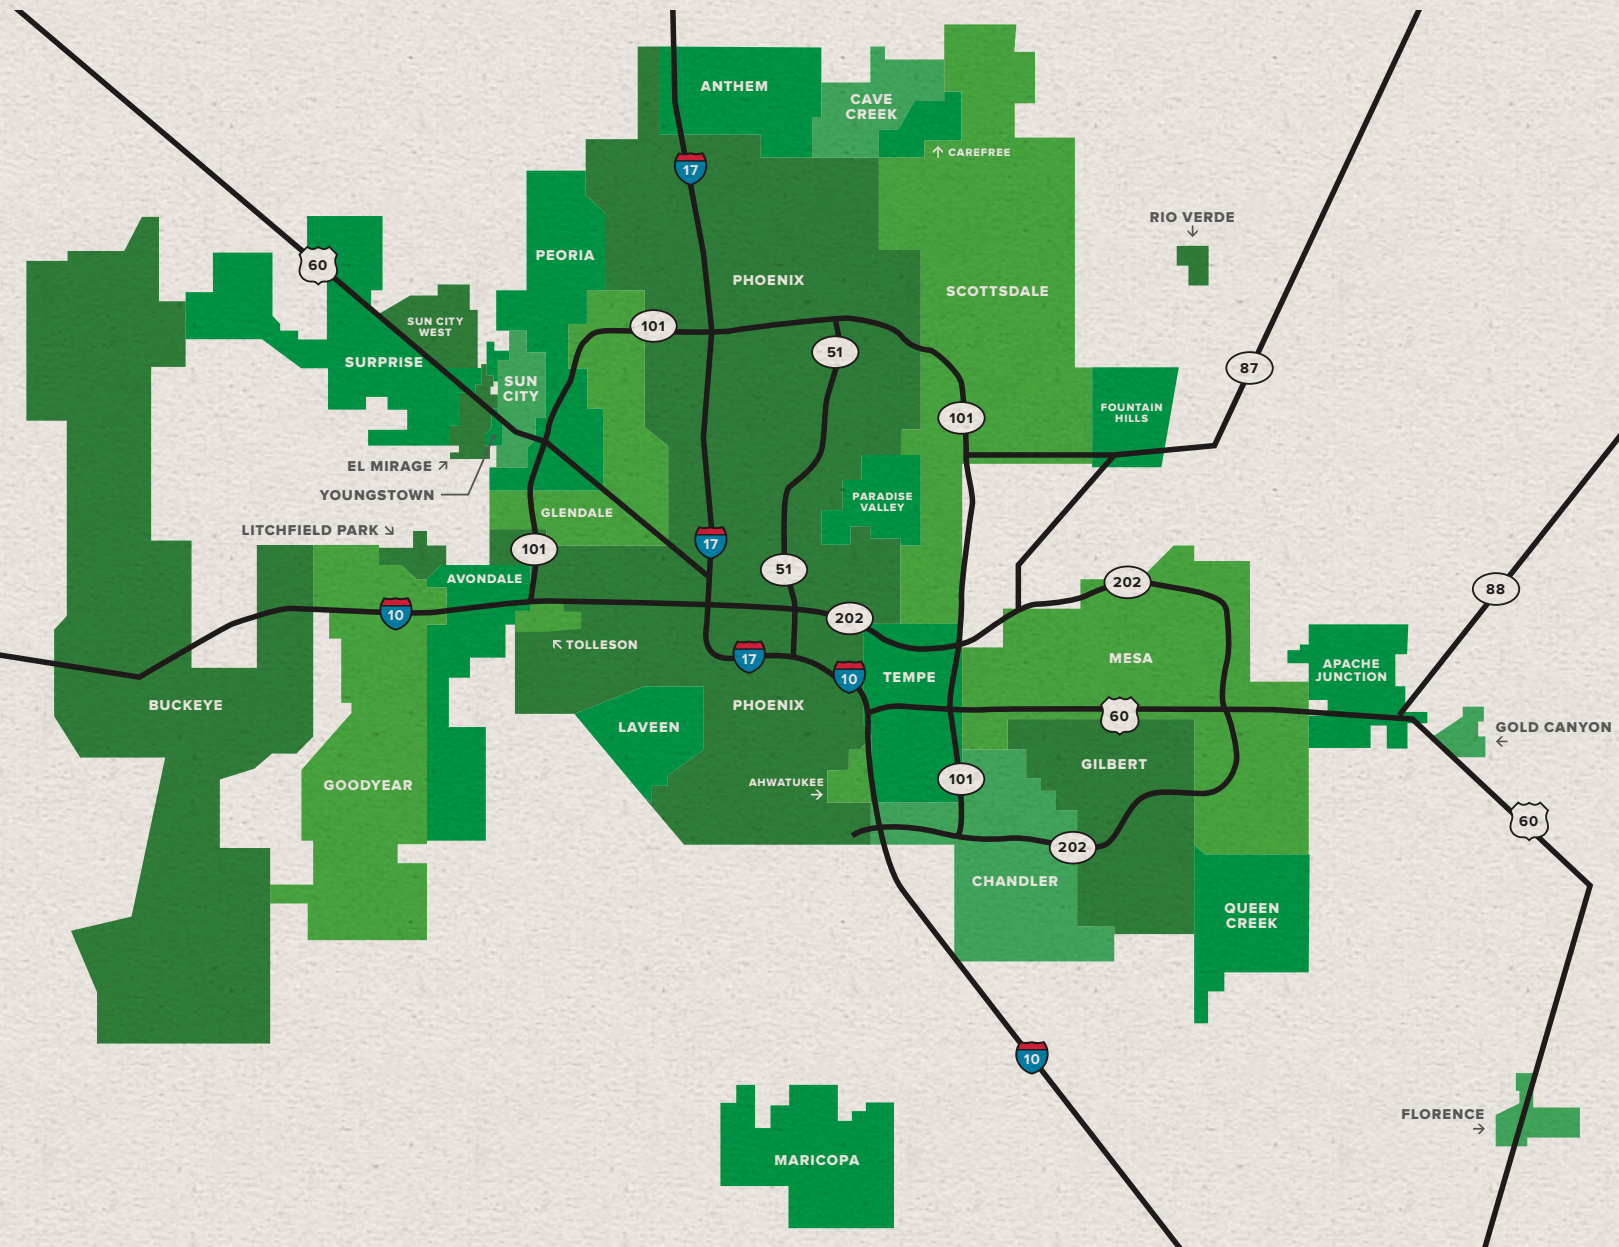 ANTHEM
CAVE
CREEK
↑ CAREFREE
17
RIO VERDE
↓
PEORIA
60
PHOENIX
SCOTTSDALE
SUN CITY
WEST
101
51
SURPRISE
87
SUN
CITY
FOUNTAIN
HILLS
101
EL MIRAGE ↗
YOUNGSTOWN
PARADISE
VALLEY
GLENDALE
LITCHFIELD PARK ↘
17
101
51
AVONDALE
202
88
10
202
↖ TOLLESON
17
MESA
APACHE
JUNCTION
10
TEMPE
BUCKEYE
PHOENIX
60
LAVEEN
GOLD CANYON
←
GILBERT
GOODYEAR
AHWATUKEE
→
101
60
202
CHANDLER
QUEEN
CREEK
10
FLORENCE
→
MARICOPA